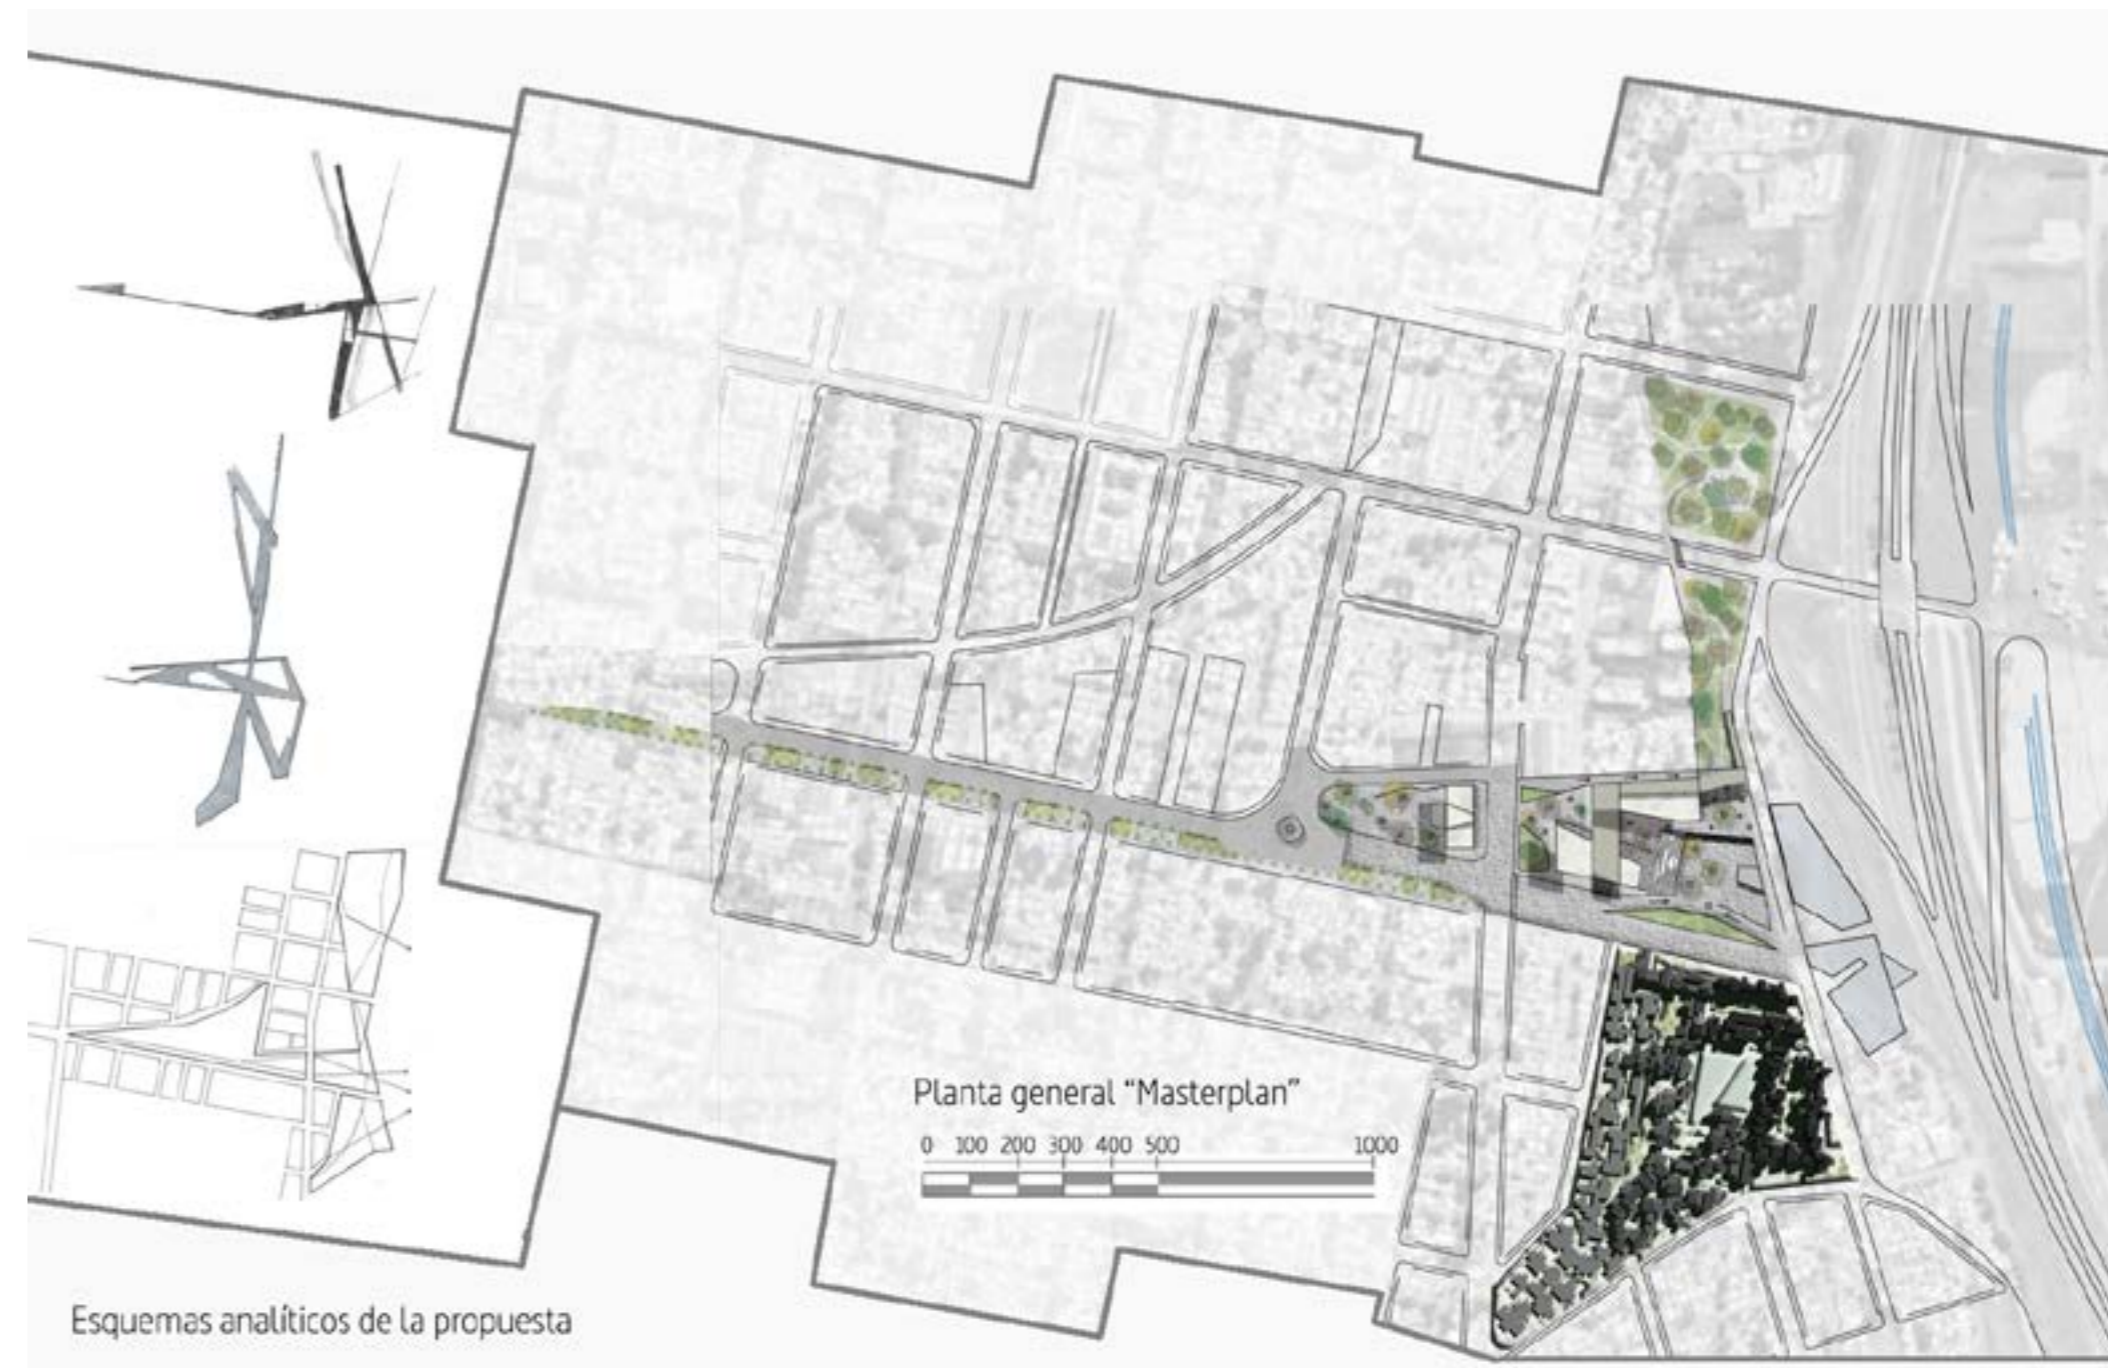 Planta general “Masterplan”
0 100 200 300 400 500 1000
Esquemas analíticos de la propuesta